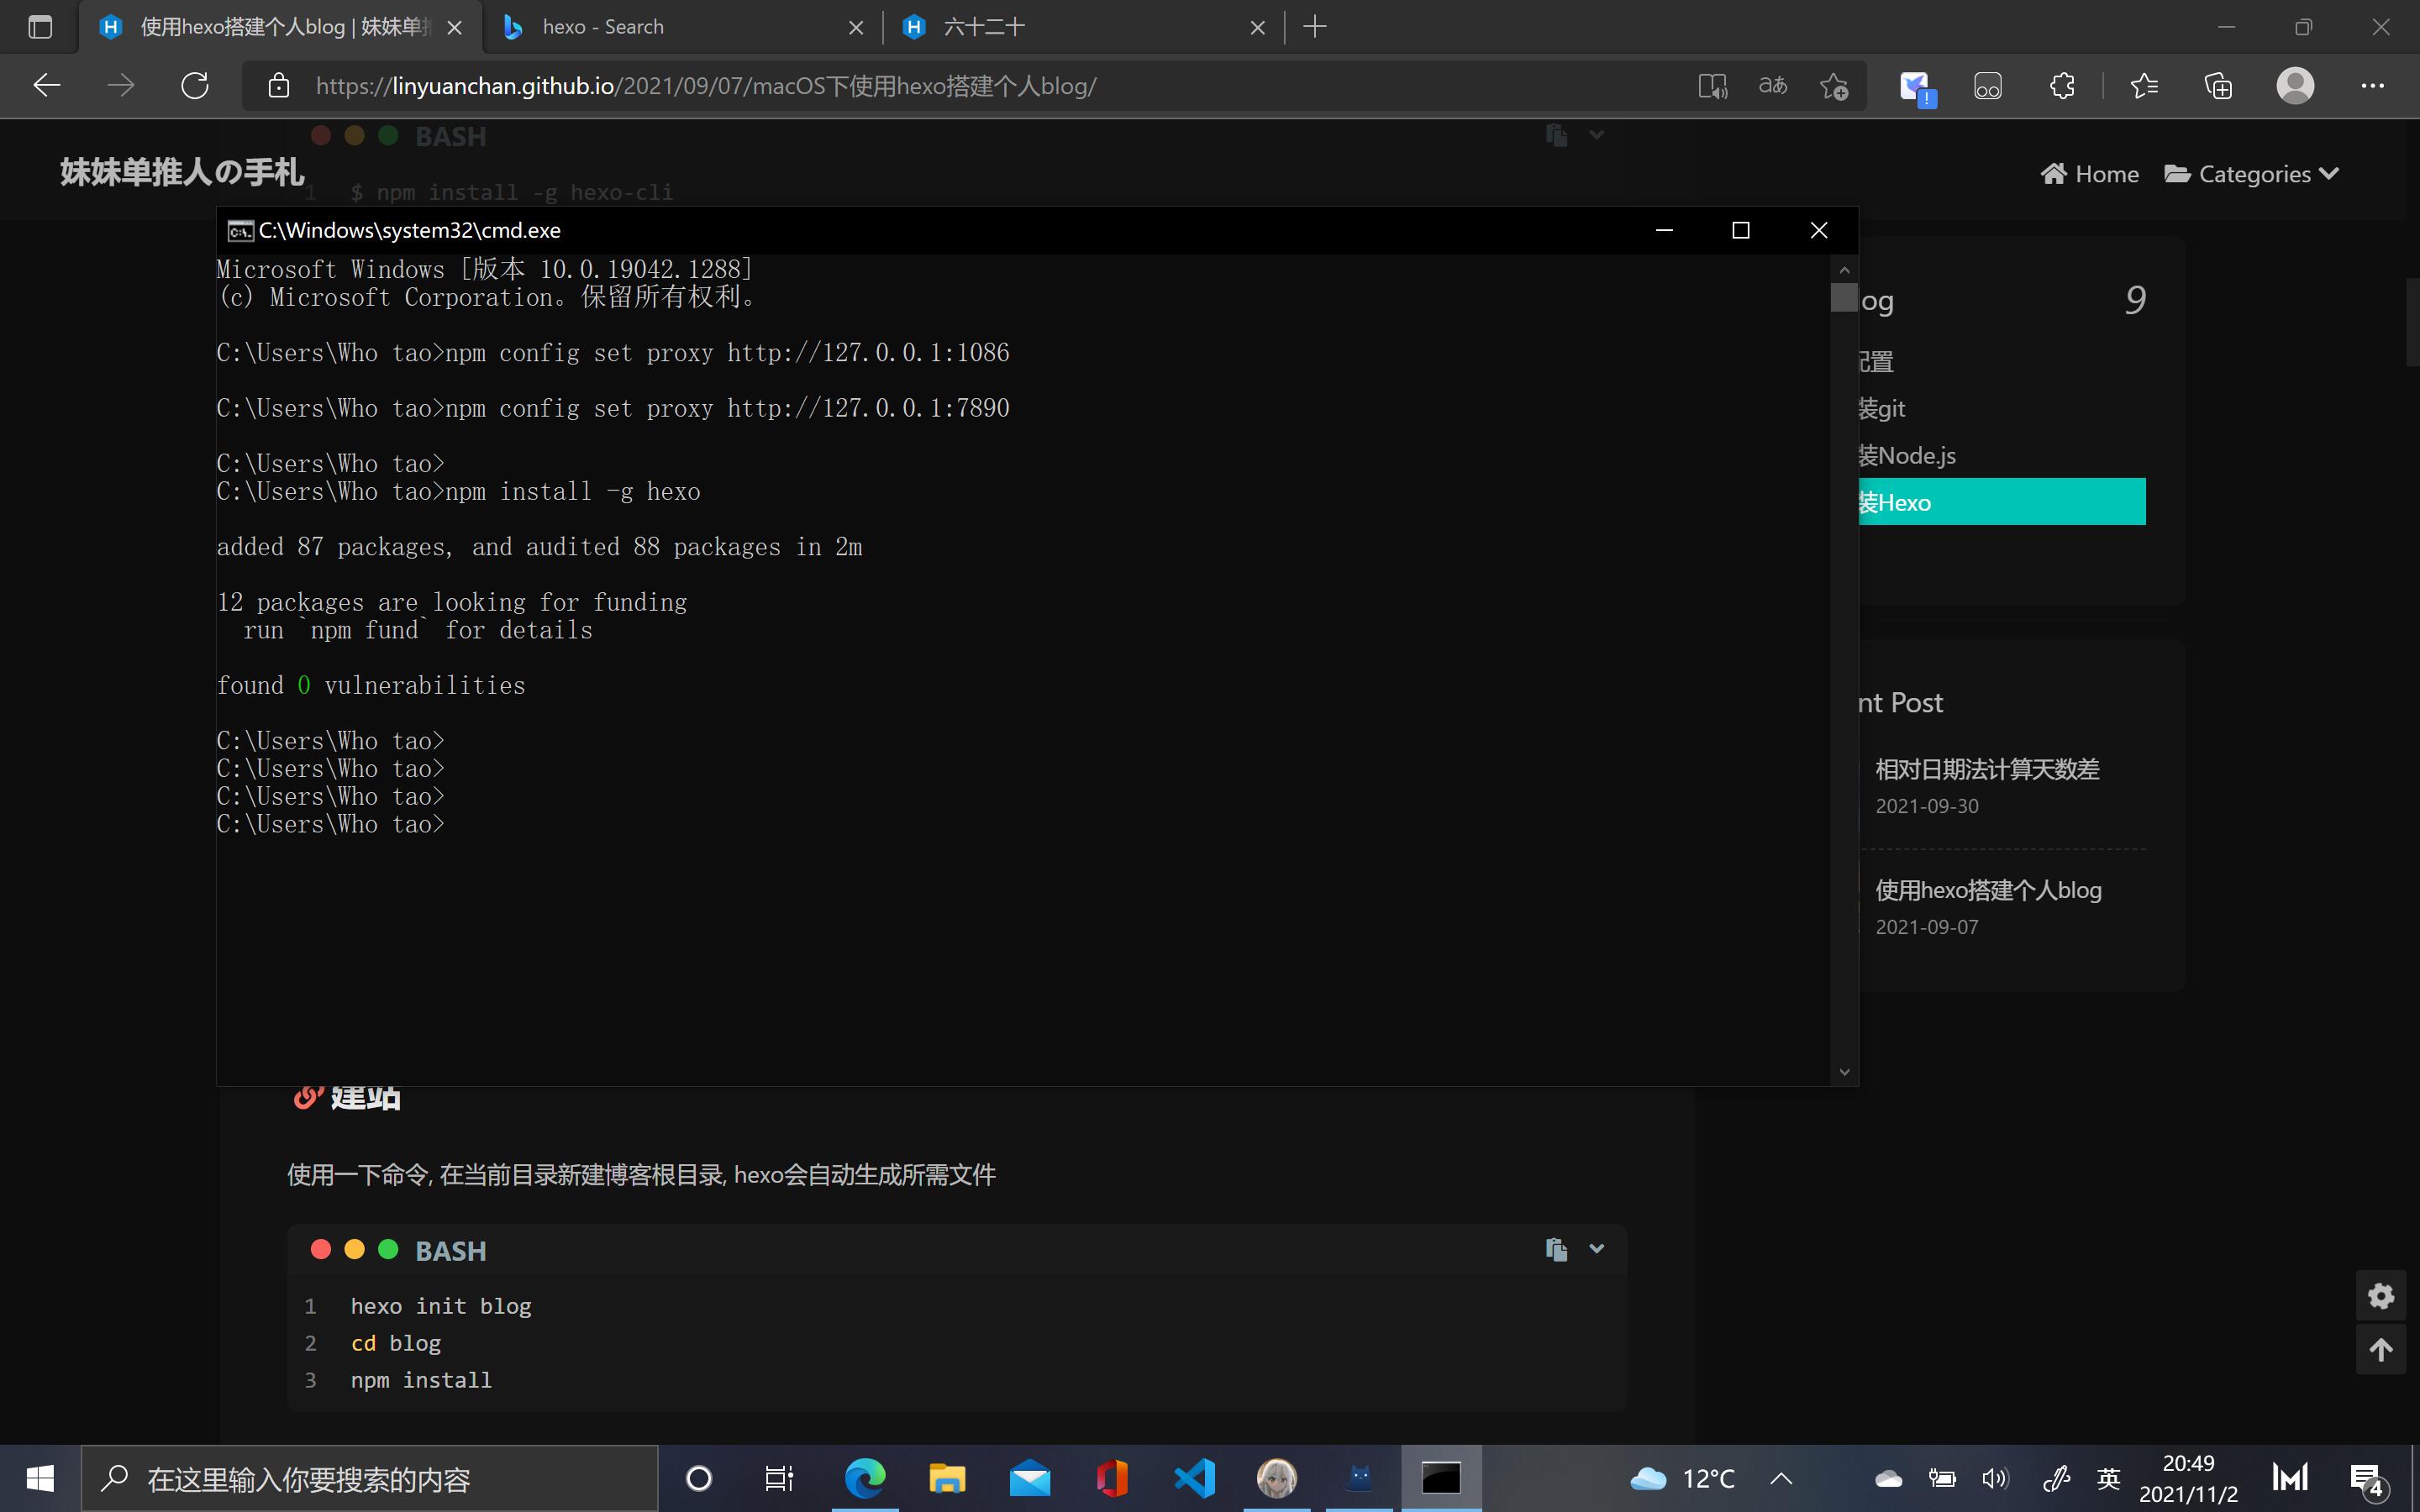 使用hexo搭建个人blog | 妹妹单推
hexo - Search
六十二十
https://linyuanchan.github.io/2021/09/07/macOS下使用hexo搭建个人blog/
BASH
妹妹单推人の手札
Home
Categories
1 $ npm install -g hexo-cli
C:\Windows\system32\cmd.exe
Microsoft Windows [版本 10.0.19042.1288]
(c) Microsoft Corporation。保留所有权利。
C:\Users\Who tao>npm config set proxy http://127.0.0.1:1086
C:\Users\Who tao>npm config set proxy http://127.0.0.1:7890
C:\Users\Who tao>
C:\Users\Who tao>npm install -g hexo
added 87 packages, and audited 88 packages in 2m
12 packages are looking for funding
run `npm fund` for details
found 0 vulnerabilities
C:\Users\Who tao>
C:\Users\Who tao>
C:\Users\Who tao>
C:\Users\Who tao>
og 9
配置
装git
装Node.js
装Hexo
nt Post
相对日期法计算天数差
2021-09-30
使用hexo搭建个人blog
2021-09-07
建站
使用一下命令, 在当前目录新建博客根目录, hexo会自动生成所需文件
BASH
1 hexo init blog
2 cd blog
3 npm install
在这里输入你要搜索的内容
12°C
英
20:49
2021/11/2
4